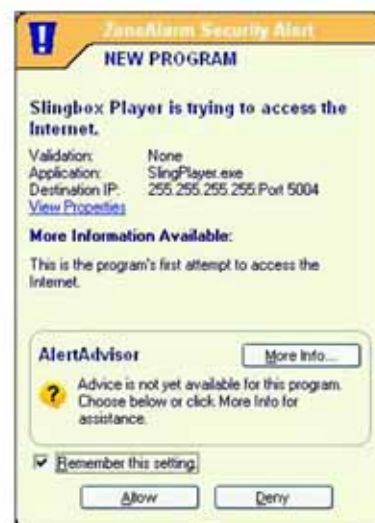 ZoneAlarm Security Alert
NEW PROGRAM
Slingbox Player is trying to access the
Internet.
Validation: None
Application: SlingPlayer.exe
Destination IP: 255.255.255.255:Port 5004
View Properties
More Information Available:
This is the program's first attempt to access the
Internet.
AlertAdvisor
More Info...
Advice is not yet available for this program.
Choose below or click More Info for
assistance.
Remember this setting.
Allow Deny